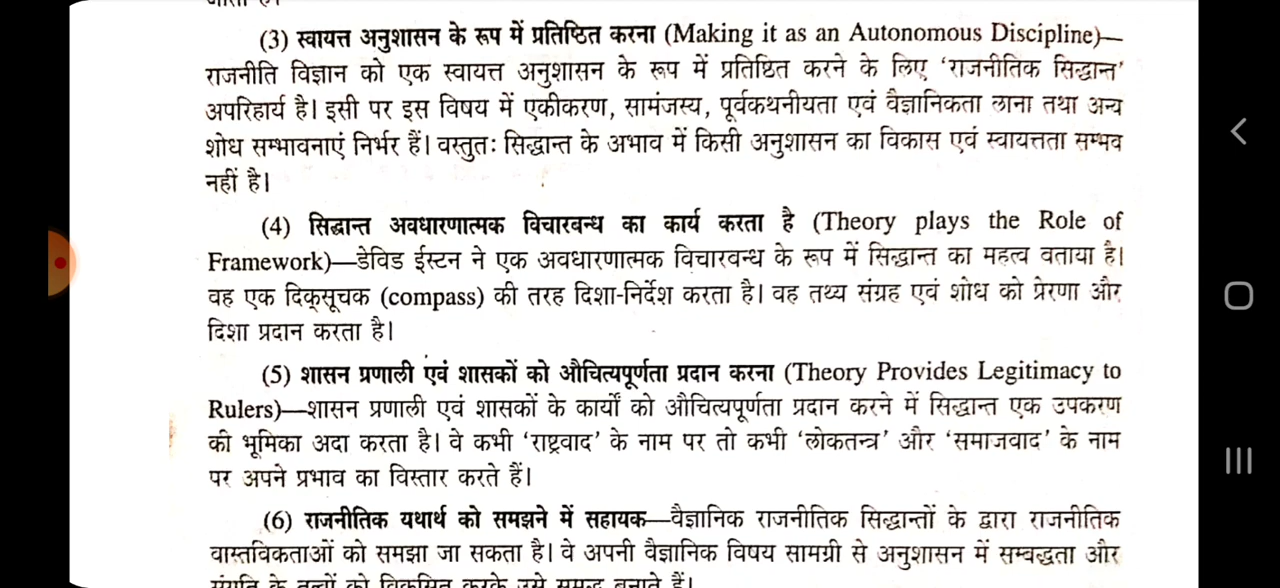 (3) स्वायत्त अनुशासन के रूप में प्रतिष्ठित करना (Making it as an Autonomous Discipline)—
राजनीति विज्ञान को एक स्वायत्त अनुशासन के रूप में प्रतिष्ठित करने के लिए ‘राजनीतिक सिद्धान्त’
अपरिहार्य है। इसी पर इस विषय में एकीकरण, सामंजस्य, पूर्वकथनीयता एवं वैज्ञानिकता लाना तथा अन्य
शोध सम्भावनाएं निर्भर हैं। वस्तुतः सिद्धान्त के अभाव में किसी अनुशासन का विकास एवं स्वायत्तता सम्भव
नहीं है।
(4) सिद्धान्त अवधारणात्मक विचारबन्ध का कार्य करता है (Theory plays the Role of
Framework)—डेविड ईस्टन ने एक अवधारणात्मक विचारबन्ध के रूप में सिद्धान्त का महत्व बताया है।
वह एक दिक्सूचक (compass) की तरह दिशा-निर्देश करता है। वह तथ्य संग्रह एवं शोध को प्रेरणा और
दिशा प्रदान करता है।
(5) शासन प्रणाली एवं शासकों को औचित्यपूर्णता प्रदान करना (Theory Provides Legitimacy to
Rulers)—शासन प्रणाली एवं शासकों के कार्यों को औचित्यपूर्णता प्रदान करने में सिद्धान्त एक उपकरण
की भूमिका अदा करता है। वे कभी ‘राष्ट्रवाद’ के नाम पर तो कभी ‘लोकतन्त्र’ और ‘समाजवाद’ के नाम
पर अपने प्रभाव का विस्तार करते हैं।
(6) राजनीतिक यथार्थ को समझने में सहायक—वैज्ञानिक राजनीतिक सिद्धान्तों के द्वारा राजनीतिक
वास्तविकताओं को समझा जा सकता है। वे अपनी वैज्ञानिक विषय सामग्री से अनुशासन में सम्बद्धता और
संगति के तत्वों को विकसित करके उसे समृद्ध बनाते हैं।